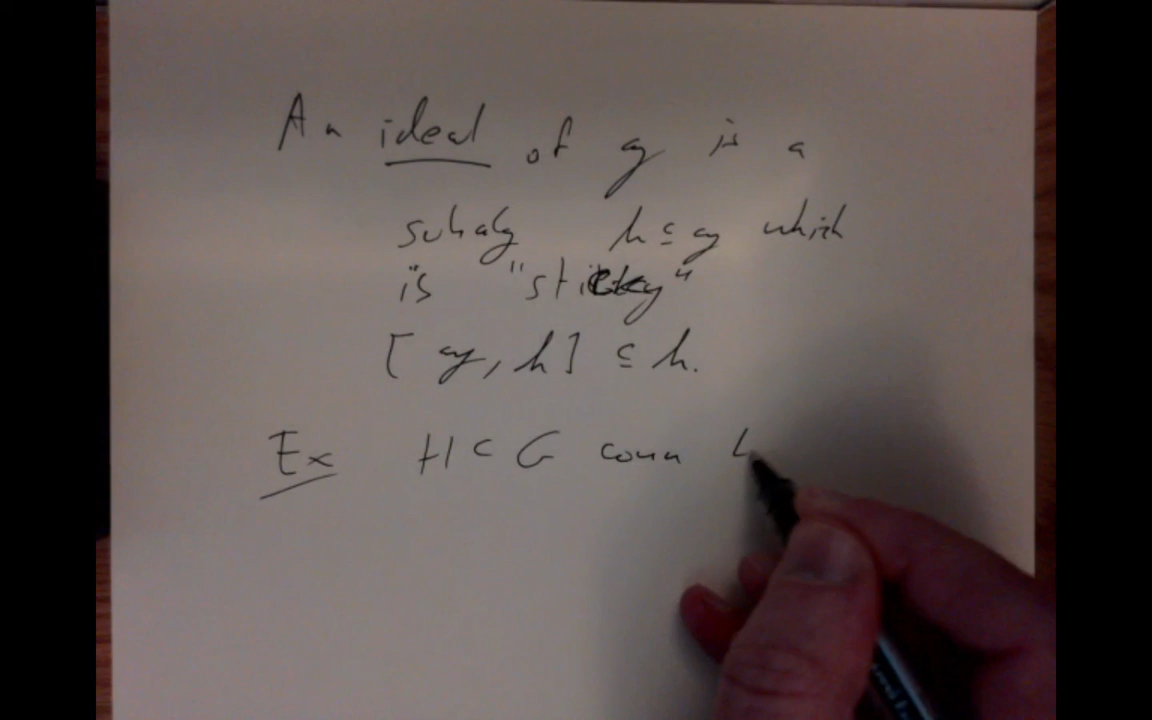 An ideal of 𝔤 is a
subalg h ⊆ 𝔤 which
is "sticky"
[𝔤, h] ⊆ h.
Ex H ⊂ G conn